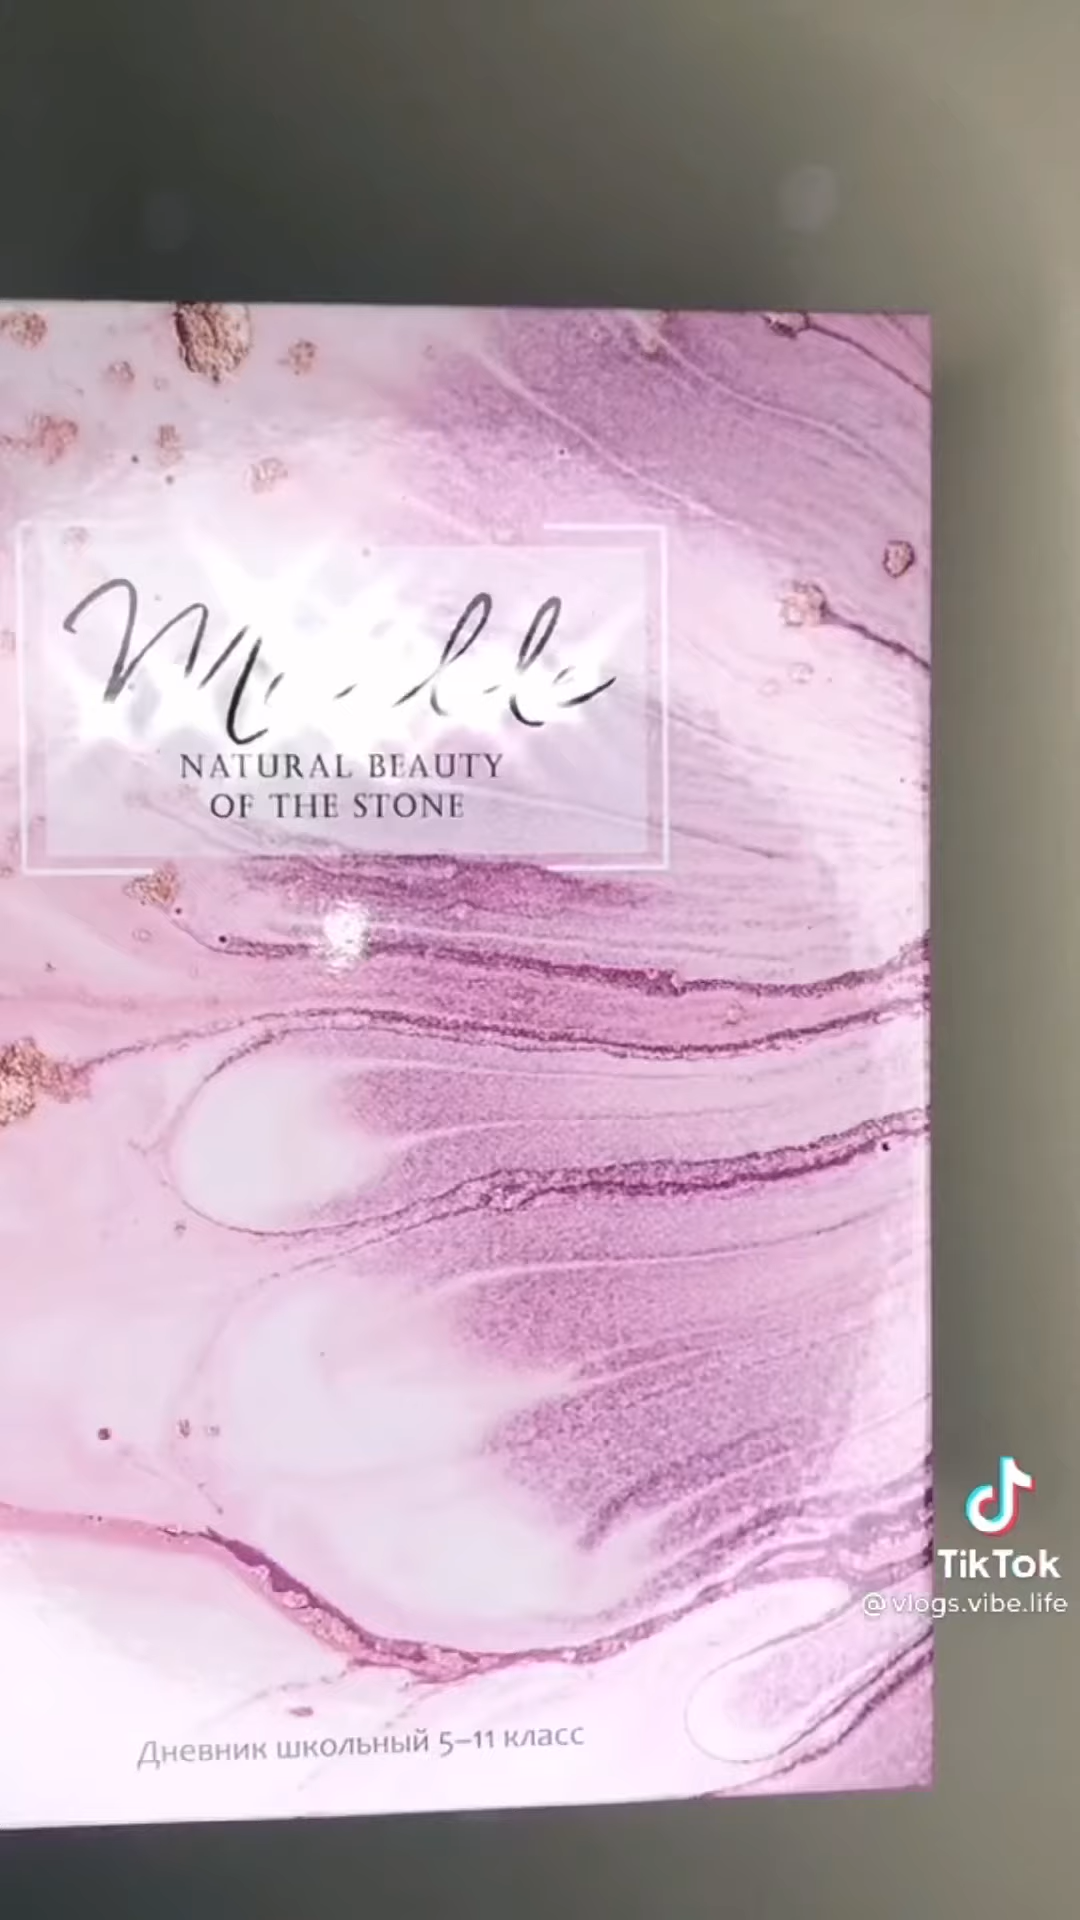 NATURAL BEAUTY
OF THE STONE
Дневник школьный 5–11 класс
TikTok
@vlogs.vibe.life